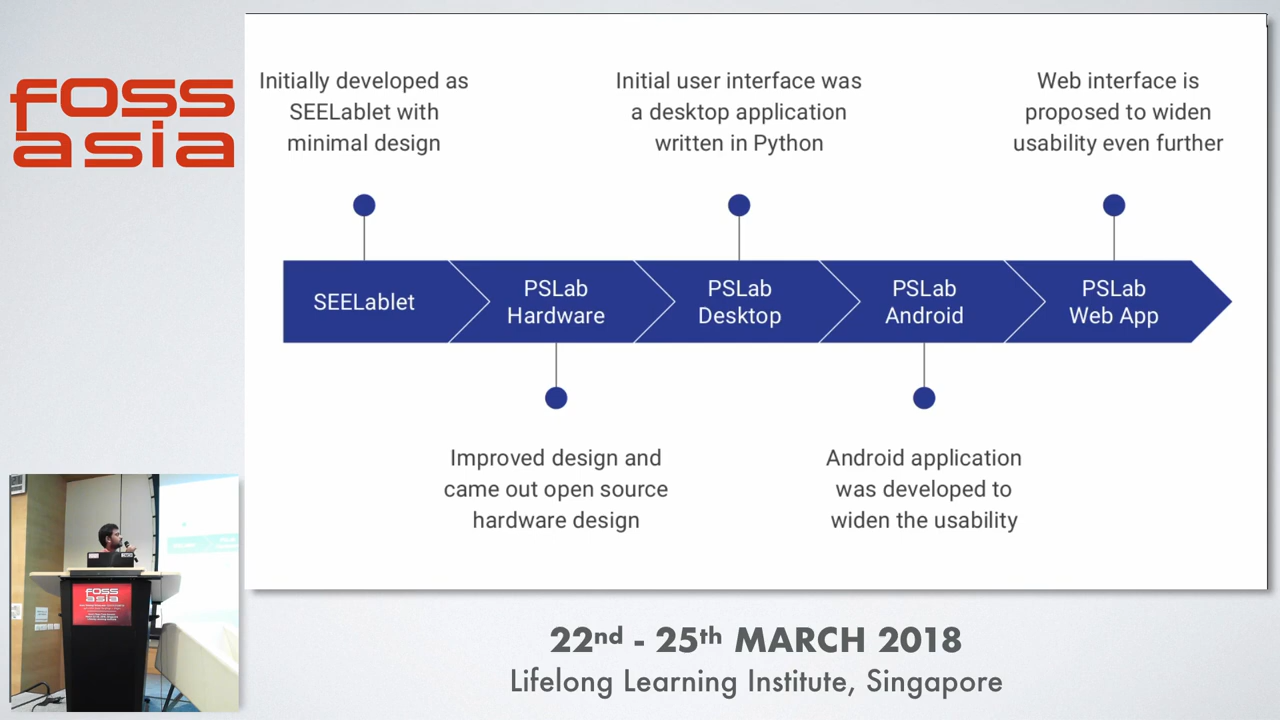 foss
asia
Initially developed as
SEELablet with
minimal design
Initial user interface was
a desktop application
written in Python
Web interface is
proposed to widen
usability even further
SEELablet
PSLab
Hardware
PSLab
Desktop
PSLab
Android
PSLab
Web App
Improved design and
came out open source
hardware design
Android application
was developed to
widen the usability
foss
asia
22nd - 25th MARCH 2018
Lifelong Learning Institute, Singapore